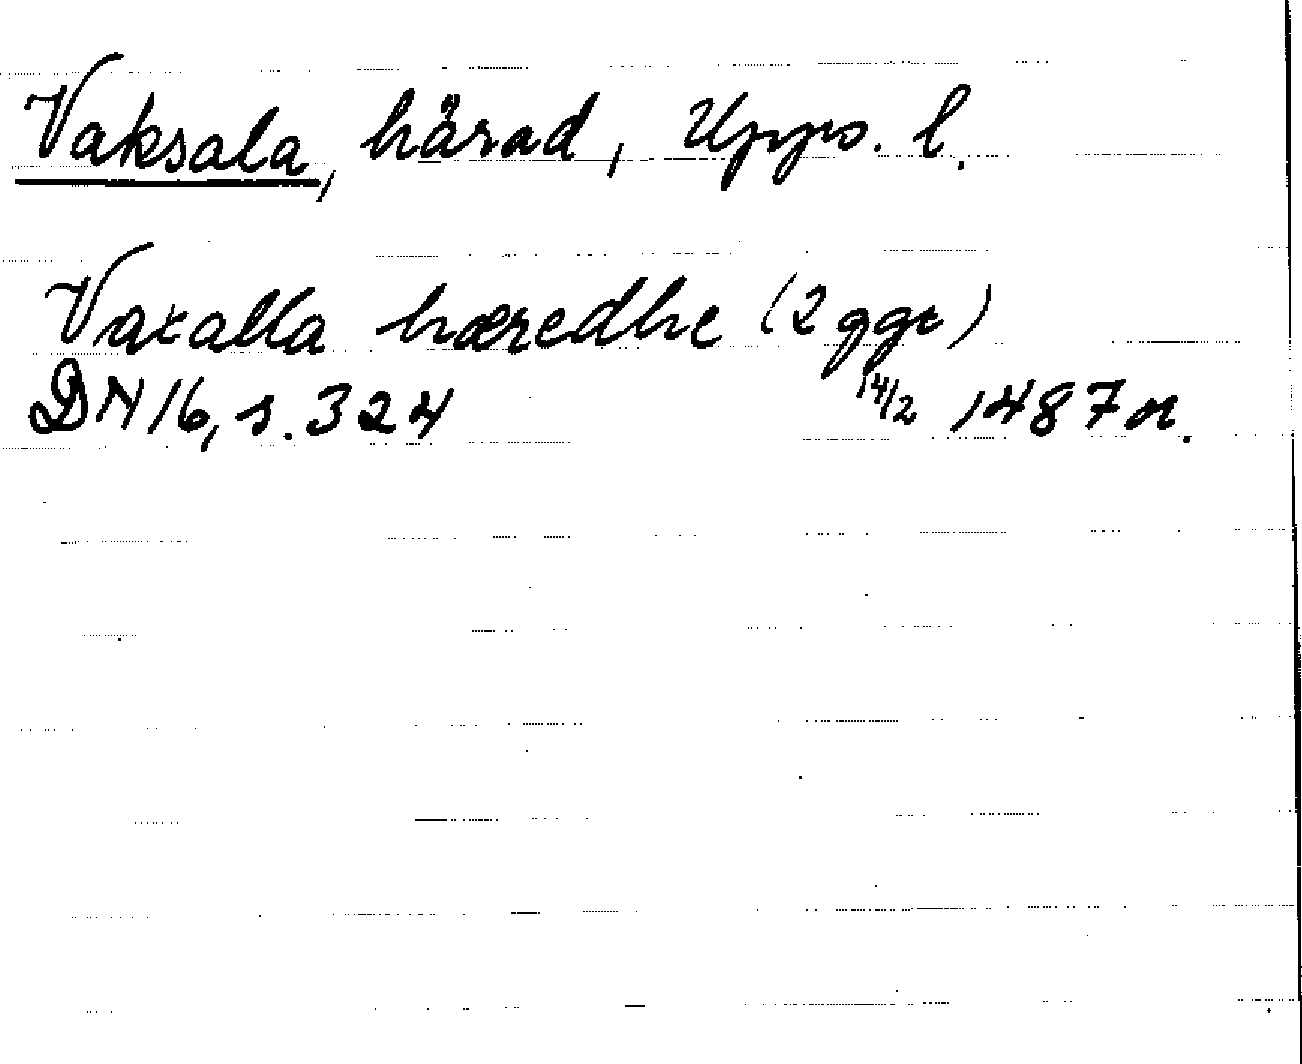 Vaksala, härad, Upps. l.
Vaxalla hæredhe (2 ggr)
DN 16, s. 324 14/2 1487 or.